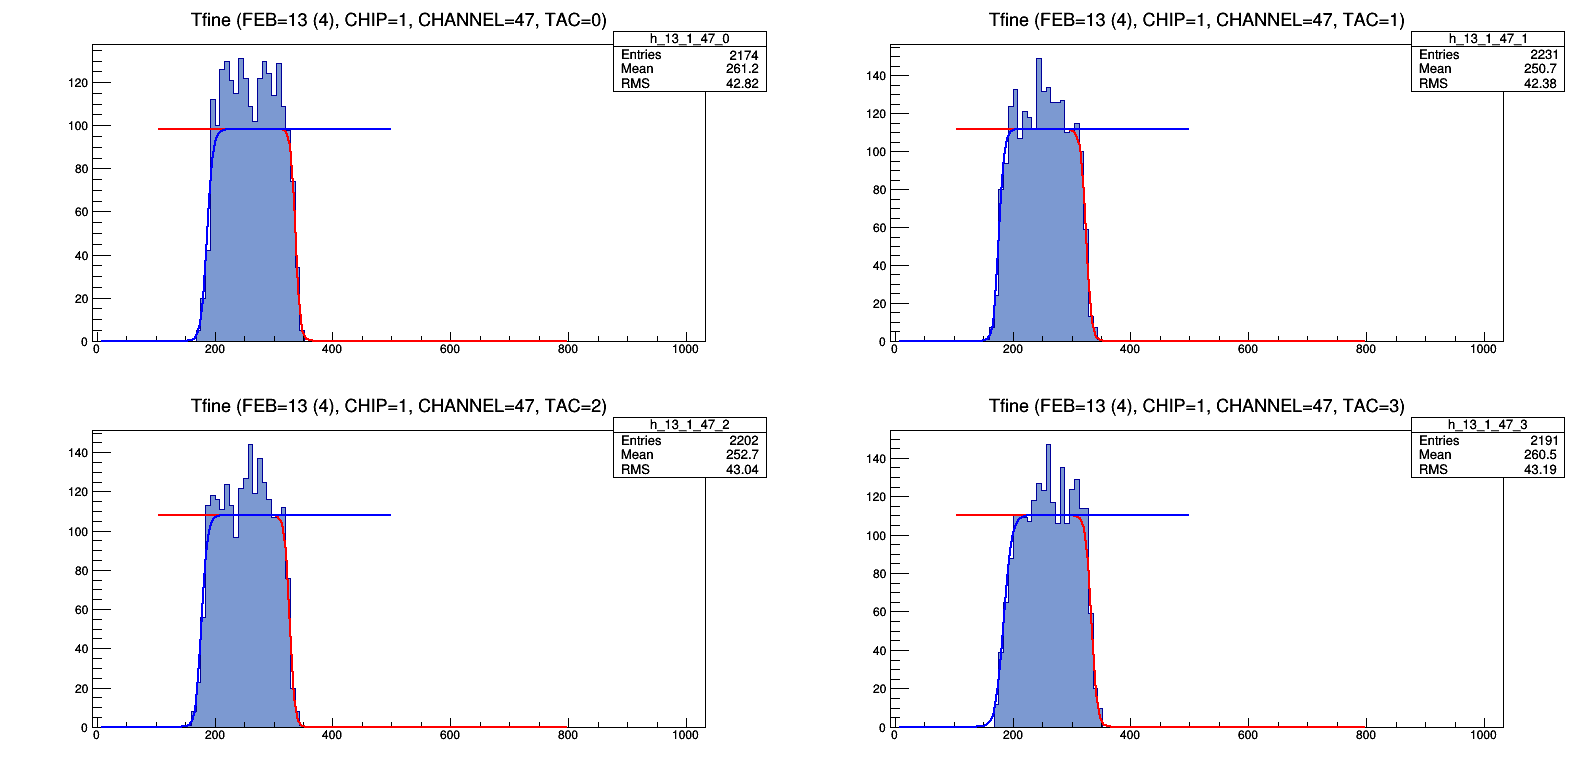 Tfine (FEB=13 (4), CHIP=1, CHANNEL=47, TAC=0)
h_13_1_47_0
Entries 2174
Mean 261.2
RMS 42.82
120
100
80
60
40
20
0
0 200 400 600 800 1000
Tfine (FEB=13 (4), CHIP=1, CHANNEL=47, TAC=1)
h_13_1_47_1
Entries 2231
Mean 250.7
RMS 42.38
140
120
100
80
60
40
20
0
0 200 400 600 800 1000
Tfine (FEB=13 (4), CHIP=1, CHANNEL=47, TAC=2)
h_13_1_47_2
Entries 2202
Mean 252.7
RMS 43.04
140
120
100
80
60
40
20
0
0 200 400 600 800 1000
Tfine (FEB=13 (4), CHIP=1, CHANNEL=47, TAC=3)
h_13_1_47_3
Entries 2191
Mean 260.5
RMS 43.19
140
120
100
80
60
40
20
0
0 200 400 600 800 1000